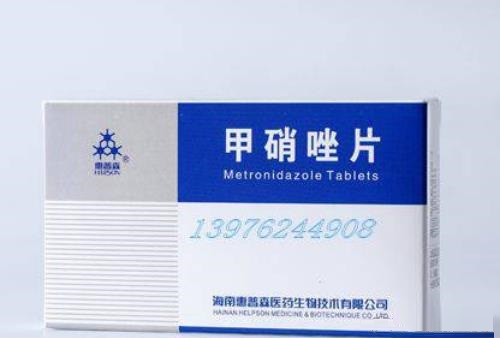 惠普森®
HELPSON
甲硝唑片
Metronidazole Tablets
13976244908
海南惠普森医药生物技术有限公司
HAINAN HELPSON MEDICINE & BIOTECHNIQUE CO.,LTD.